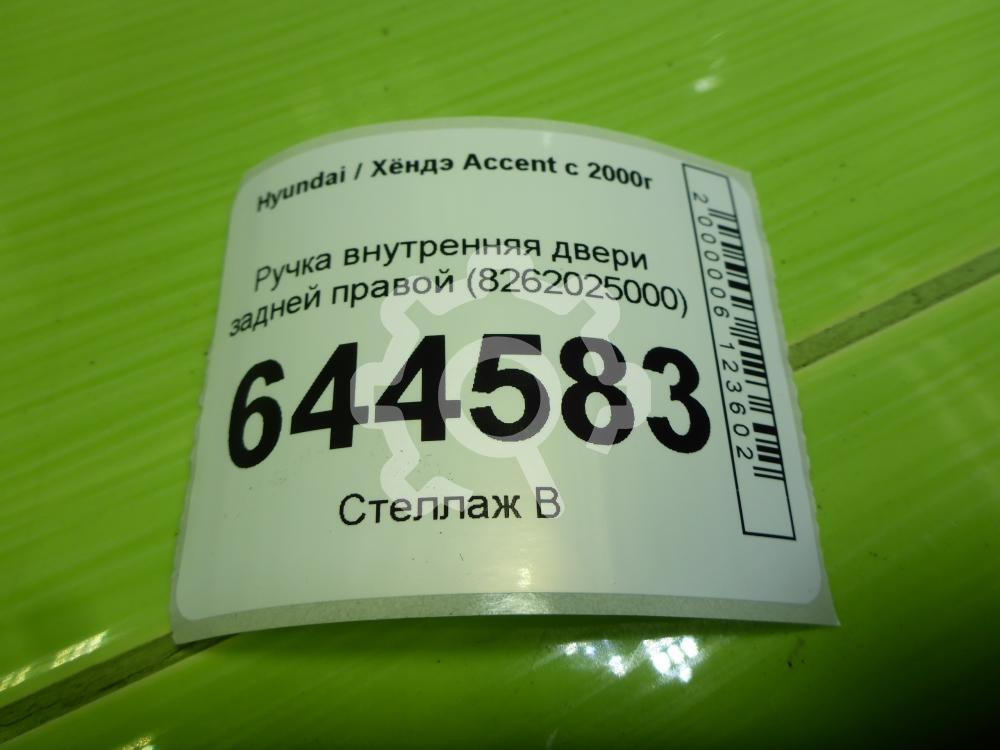 Hyundai / Хёндэ Accent с 2000г
Ручка внутренняя двери
задней правой (8262025000)
644583
Стеллаж В
2000006123602